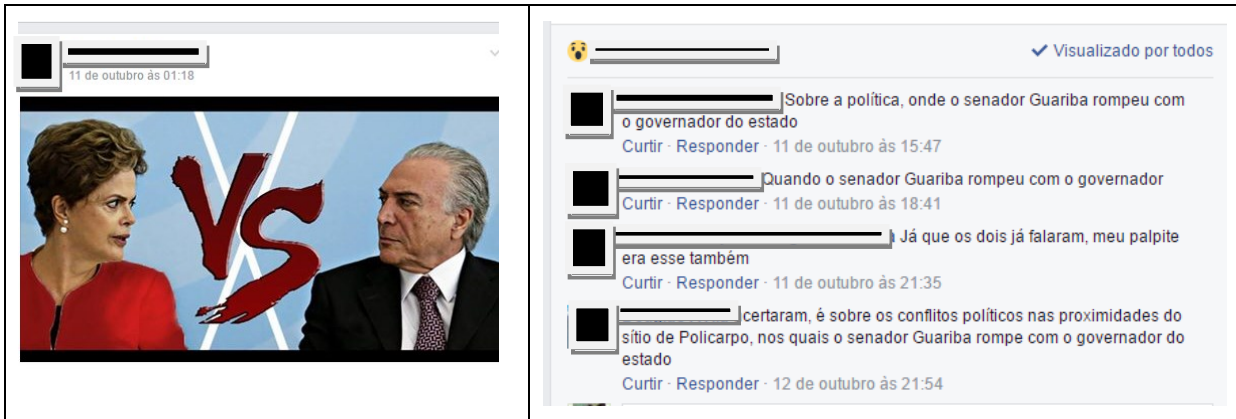 11 de outubro às 01:18
VS
Visualizado por todos
Sobre a política, onde o senador Guariba rompeu com
o governador do estado
Curtir · Responder · 11 de outubro às 15:47
Quando o senador Guariba rompeu com o governador
Curtir · Responder · 11 de outubro às 18:41
Já que os dois já falaram, meu palpite
era esse também
Curtir · Responder · 11 de outubro às 21:35
certaram, é sobre os conflitos políticos nas proximidades do
sítio de Policarpo, nos quais o senador Guariba rompe com o governador do
estado
Curtir · Responder · 12 de outubro às 21:54